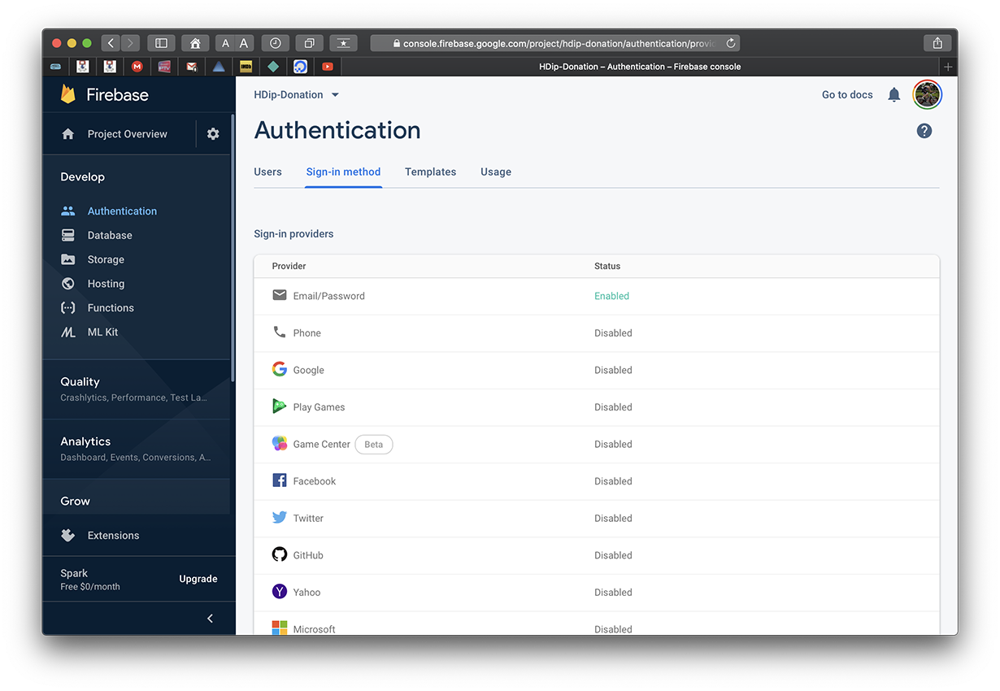 A A
console.firebase.google.com/project/hdip-donation/authentication/provi
IMDb
HDip-Donation – Authentication – Firebase console
Firebase
HDip-Donation
Go to docs
Project Overview
Authentication
Users
Sign-in method
Templates
Usage
Develop
Authentication
Database
Storage
Hosting
Functions
ML Kit
Quality
Crashlytics, Performance, Test La...
Analytics
Dashboard, Events, Conversions, A...
Grow
Extensions
Spark
Free $0/month
Upgrade
Sign-in providers
Provider
Status
Email/Password
Enabled
Phone
Disabled
Google
Disabled
Play Games
Disabled
Game Center
Beta
Disabled
Facebook
Disabled
Twitter
Disabled
GitHub
Disabled
Yahoo
Disabled
Microsoft
Disabled